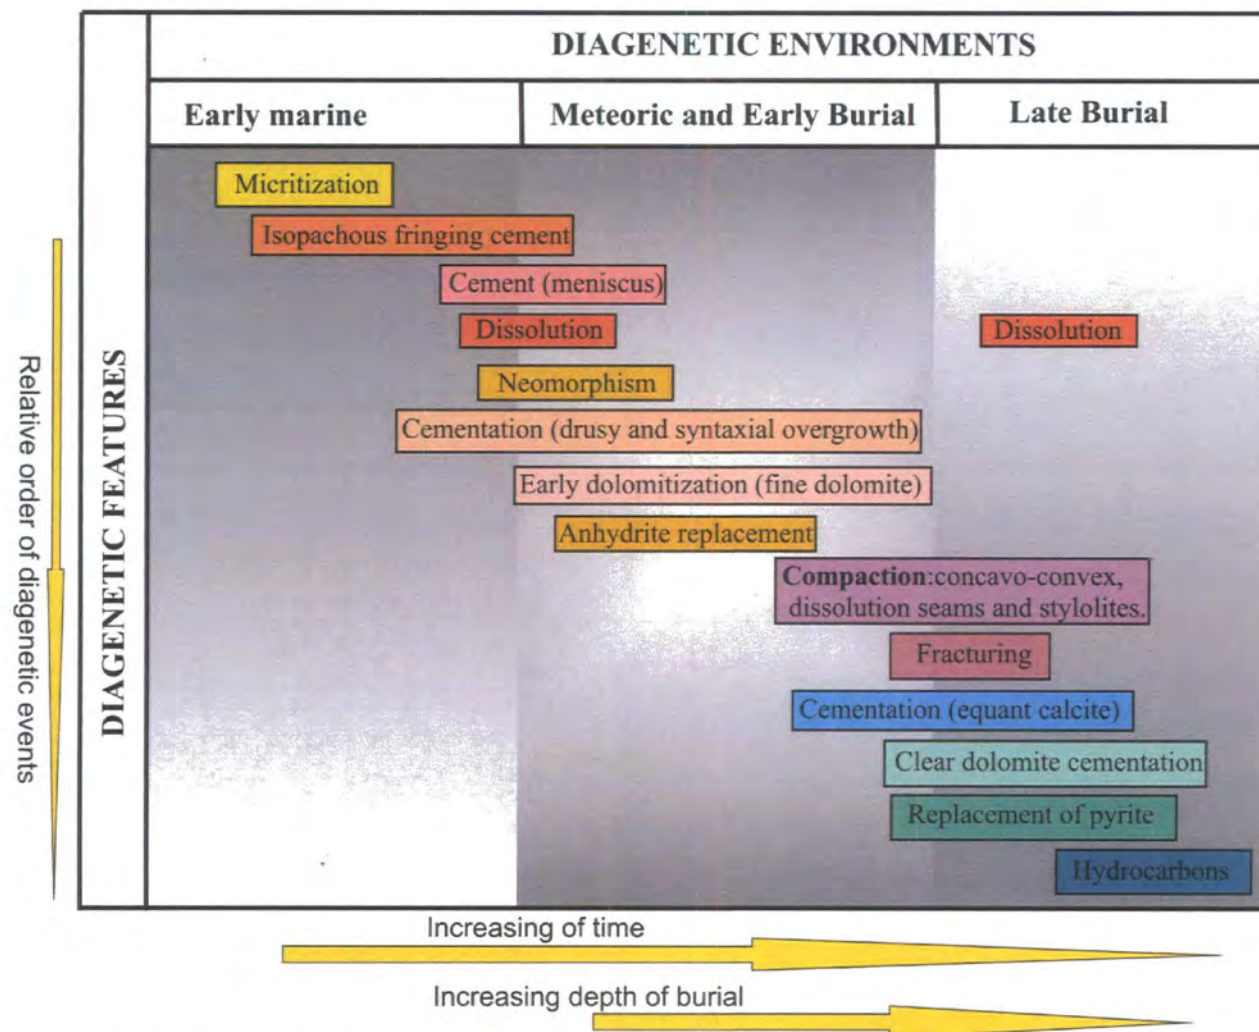 DIAGENETIC ENVIRONMENTS
Early marine
Meteoric and Early Burial
Late Burial
Relative order of diagenetic events
DIAGENETIC FEATURES
Micritization
Isopachous fringing cement
Cement (meniscus)
Dissolution
Dissolution
Neomorphism
Cementation (drusy and syntaxial overgrowth)
Early dolomitization (fine dolomite)
Anhydrite replacement
Compaction:concavo-convex,
dissolution seams and stylolites.
Fracturing
Cementation (equant calcite)
Clear dolomite cementation
Replacement of pyrite
Hydrocarbons
Increasing of time
Increasing depth of burial